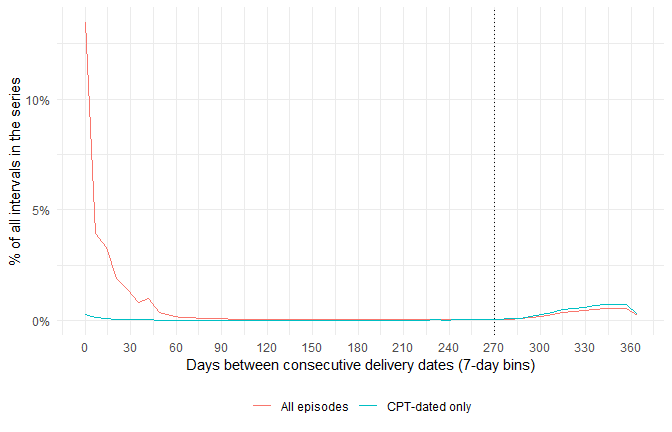 % of all intervals in the series
10%
5%
0%
0 30 60 90 120 150 180 210 240 270 300 330 360
Days between consecutive delivery dates (7-day bins)
All episodes CPT-dated only